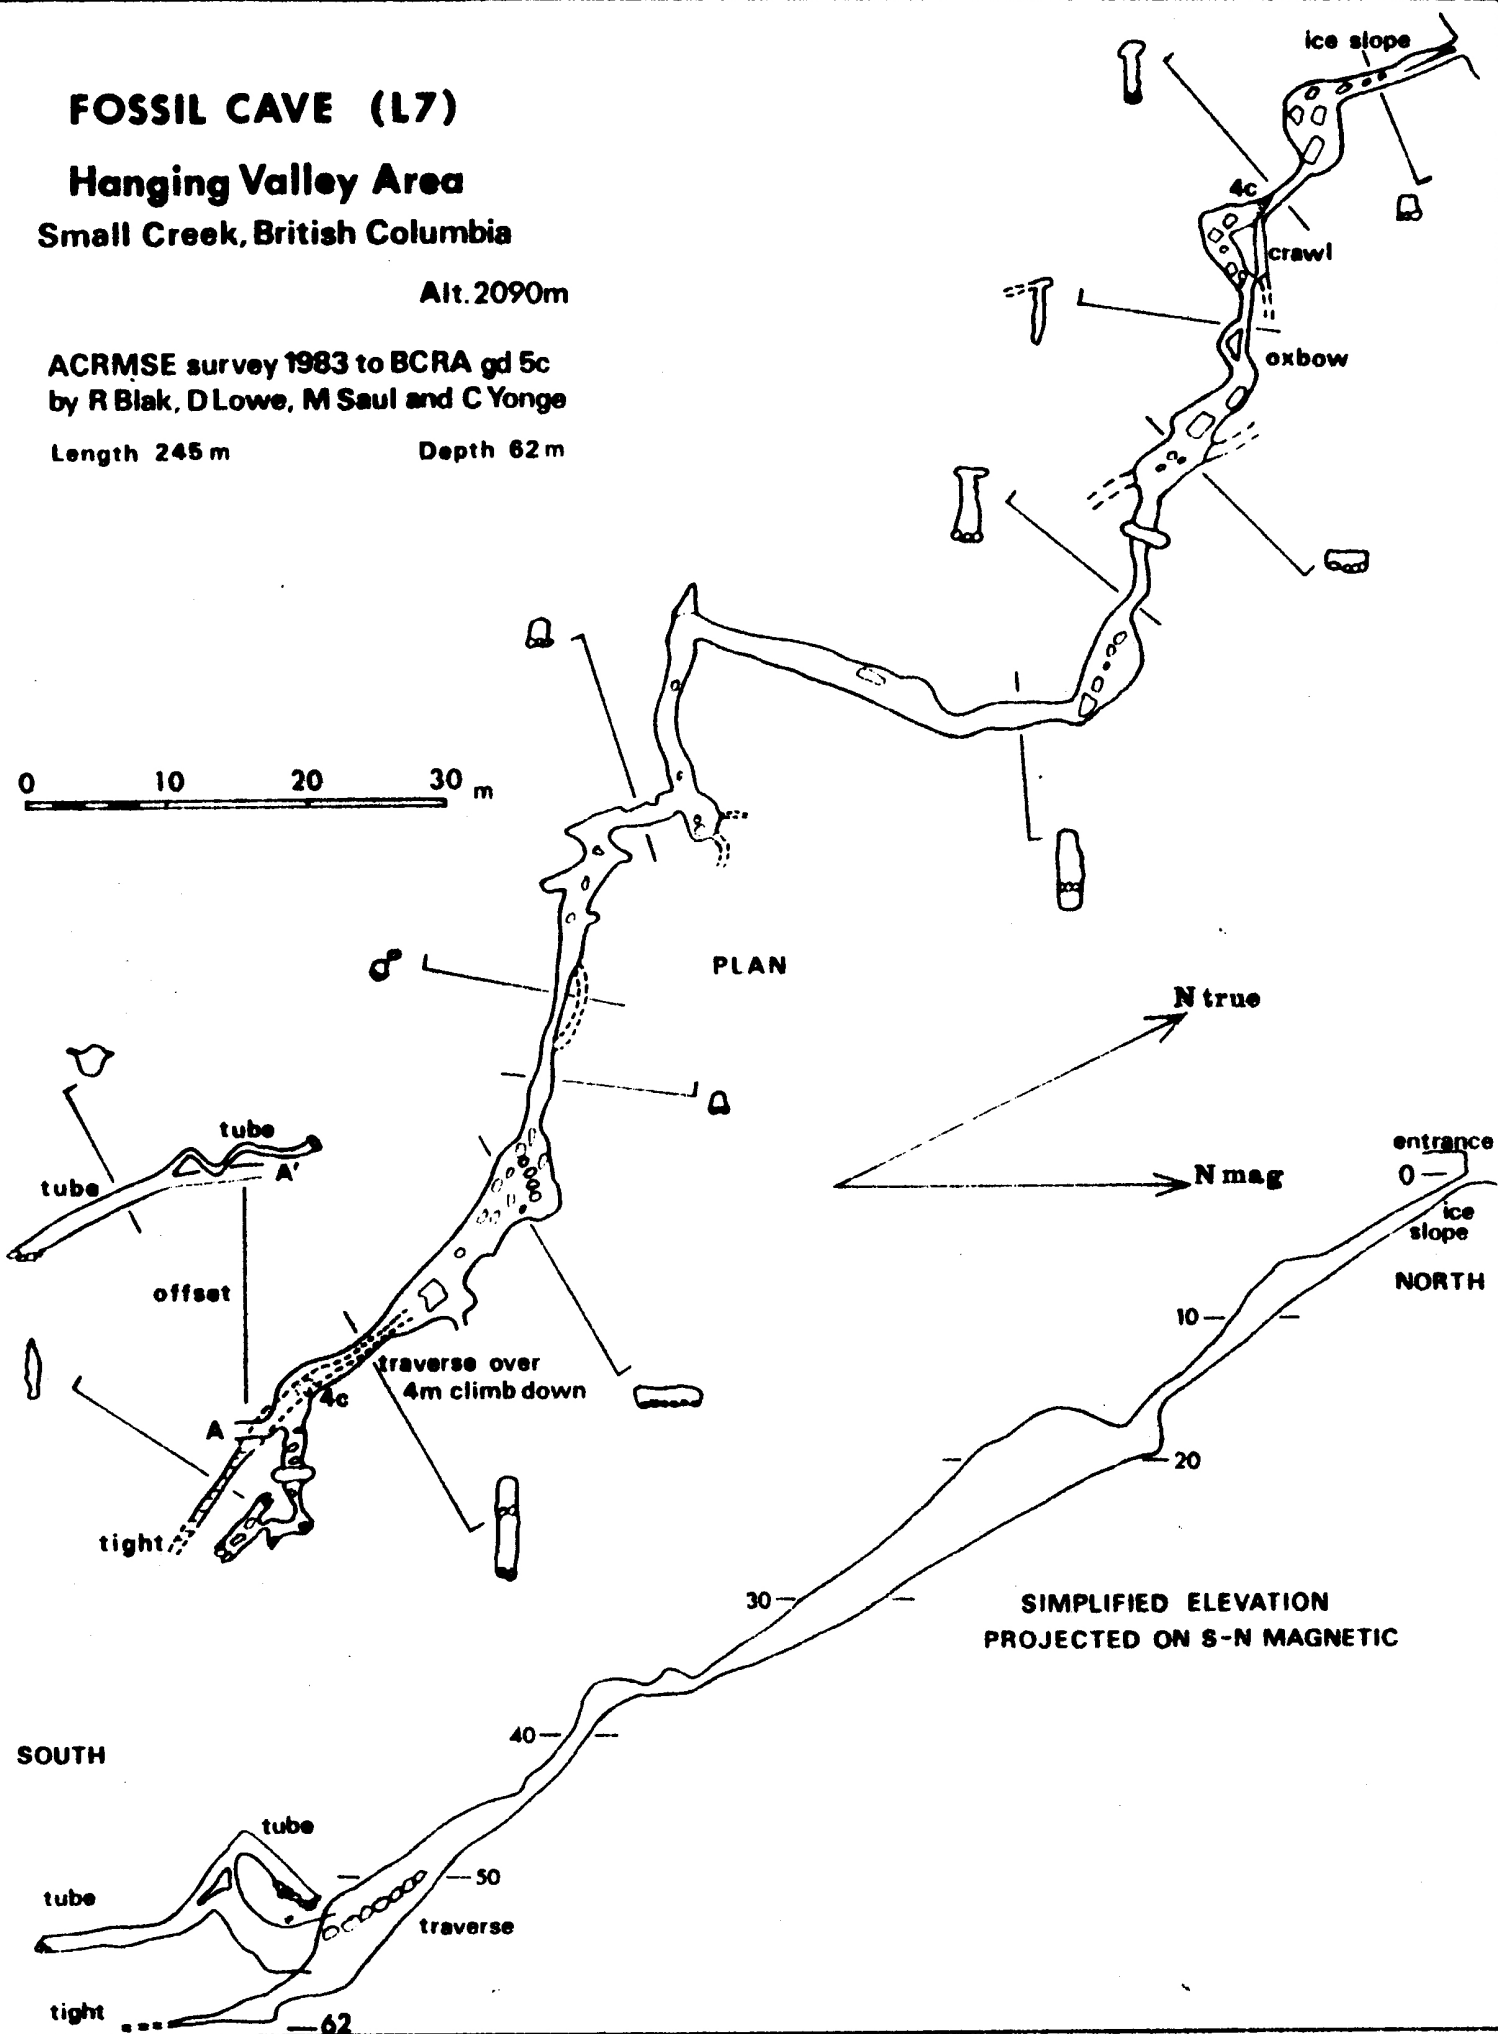 FOSSIL CAVE (L7)
Hanging Valley Area
Small Creek, British Columbia
Alt. 2090m
ACRMSE survey 1983 to BCRA gd 5c
by R Blak, D Lowe, M Saul and C Yonge
Length 245 m Depth 62 m
ice slope
4c
crawl
oxbow
0 10 20 30 m
PLAN
N true
N mag
tube
A'
tube
offset
traverse over
4m climb down
4c
A
tight
entrance
0
ice
slope
NORTH
10
20
30
SIMPLIFIED ELEVATION
PROJECTED ON S-N MAGNETIC
40
SOUTH
tube
50
tube
traverse
tight
62